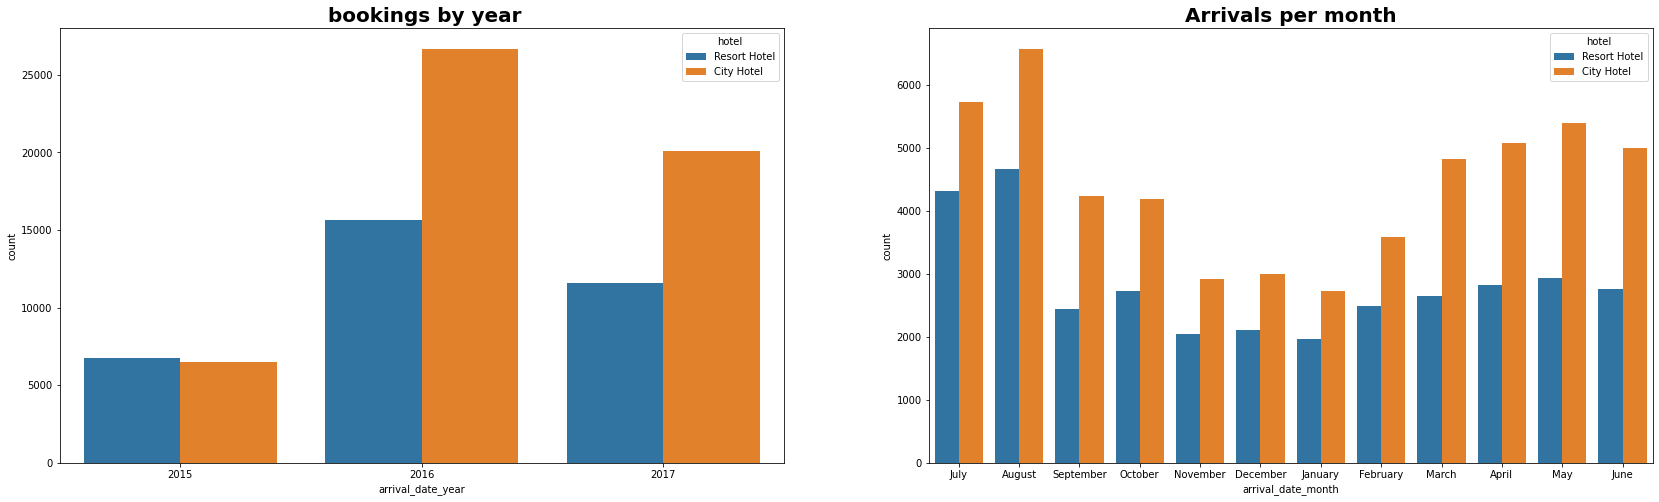 bookings by year
hotel
Resort Hotel
City Hotel
25000
20000
15000
10000
5000
0
count
2015 2016 2017
arrival_date_year
Arrivals per month
hotel
Resort Hotel
City Hotel
6000
5000
4000
3000
2000
1000
0
count
July August September October November December January February March April May June
arrival_date_month